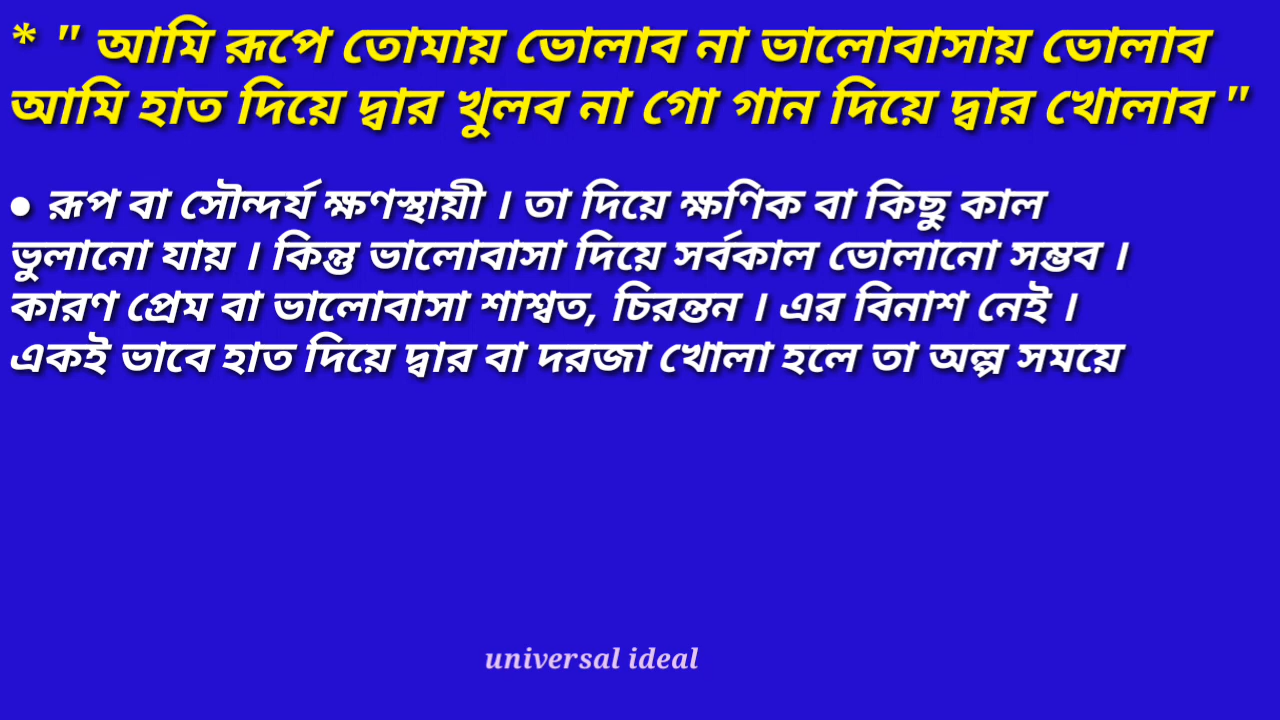 * " আমি রূপে তোমায় ভোলাব না ভালোবাসায় ভোলাব
আমি হাত দিয়ে দ্বার খুলব না গো গান দিয়ে দ্বার খোলাব "
● রূপ বা সৌন্দর্য ক্ষণস্থায়ী । তা দিয়ে ক্ষণিক বা কিছু কাল
ভুলানো যায় । কিন্তু ভালোবাসা দিয়ে সর্বকাল ভোলানো সম্ভব ।
কারণ প্রেম বা ভালোবাসা শাশ্বত, চিরন্তন । এর বিনাশ নেই ।
একই ভাবে হাত দিয়ে দ্বার বা দরজা খোলা হলে তা অল্প সময়ে
universal ideal